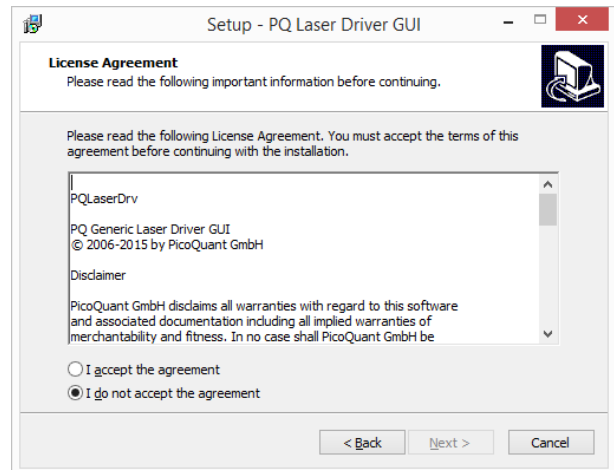 Setup - PQ Laser Driver GUI
License Agreement
Please read the following important information before continuing.
Please read the following License Agreement. You must accept the terms of this
agreement before continuing with the installation.
PQLaserDrv
PQ Generic Laser Driver GUI
© 2006-2015 by PicoQuant GmbH
Disclaimer
PicoQuant GmbH disclaims all warranties with regard to this software
and associated documentation including all implied warranties of
merchantability and fitness. In no case shall PicoQuant GmbH be
I accept the agreement
I do not accept the agreement
< Back
Next >
Cancel